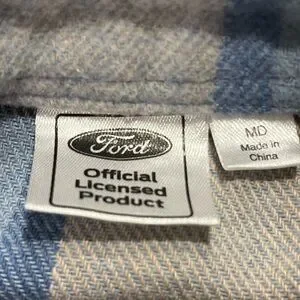 Ford
Official
Licensed
Product
MD
Made in
China